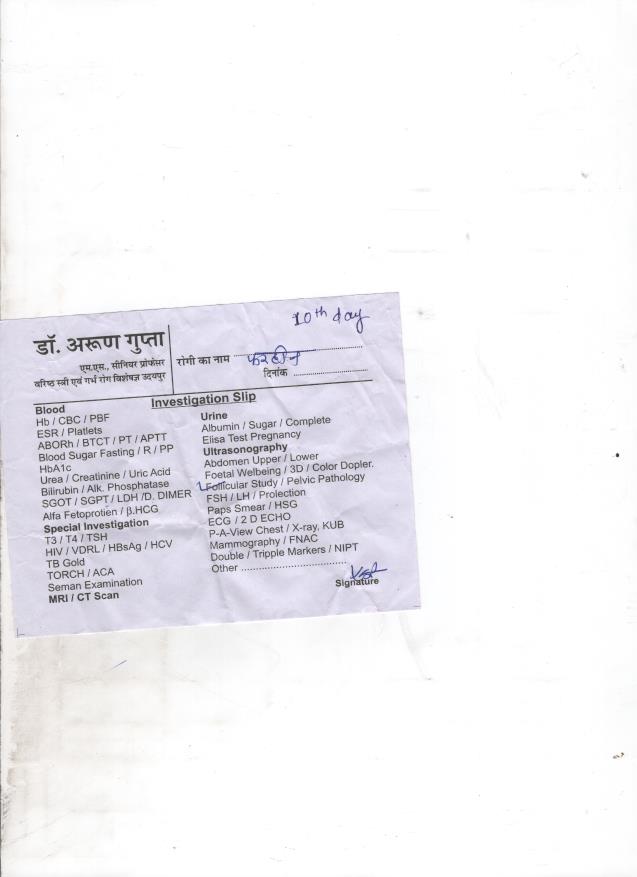 10th day
डॉ. अरूण गुप्ता
एम.एस., सीनियर प्रोफेसर
वरिष्ठ स्त्री एवं गर्भ रोग विशेषज्ञ उदयपुर
रांगी का नाम फरहीन
दिनांक ........................
Investigation Slip
Blood
Hb / CBC / PBF
ESR / Platlets
ABORh / BTCT / PT / APTT
Blood Sugar Fasting / R / PP
HbA1c
Urea / Creatinine / Uric Acid
Bilirubin / Alk. Phosphatase
SGOT / SGPT / LDH /D. DIMER
Alfa Fetoprotien / β.HCG
Special Investigation
T3 / T4 / TSH
HIV / VDRL / HBsAg / HCV
TB Gold
TORCH / ACA
Seman Examination
MRI / CT Scan
Urine
Albumin / Sugar / Complete
Elisa Test Pregnancy
Ultrasonography
Abdomen Upper / Lower
Foetal Welbeing / 3D / Color Dopler.
Follicular Study / Pelvic Pathology
FSH / LH / Prolection
Paps Smear / HSG
ECG / 2 D ECHO
P-A-View Chest / X-ray, KUB
Mammography / FNAC
Double / Tripple Markers / NIPT
Other ................................
Signature